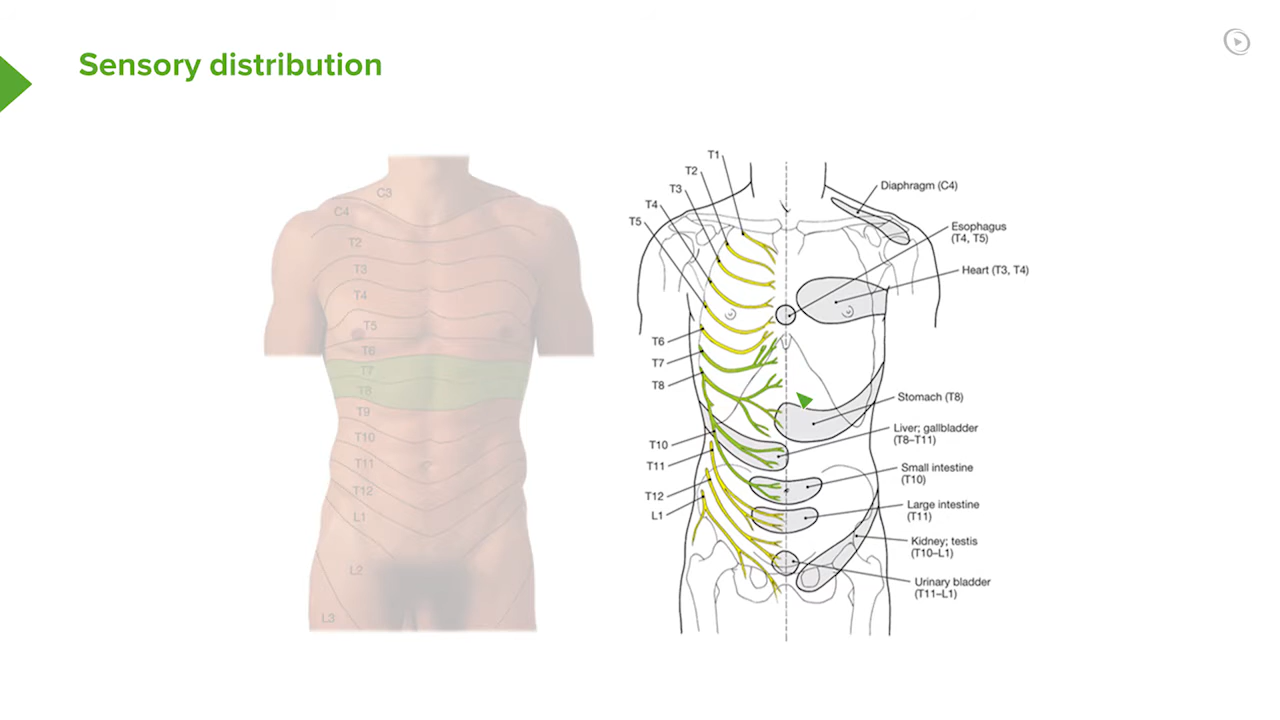 Sensory distribution
C3
C4
T2
T3
T4
T5
T6
T7
T8
T9
T10
T11
T12
L1
L2
L3
T1
T2
T3
T4
T5
T6
T7
T8
T10
T11
T12
L1
Diaphragm (C4)
Esophagus
(T4, T5)
Heart (T3, T4)
Stomach (T8)
Liver; gallbladder
(T8–T11)
Small intestine
(T10)
Large intestine
(T11)
Kidney; testis
(T10–L1)
Urinary bladder
(T11–L1)